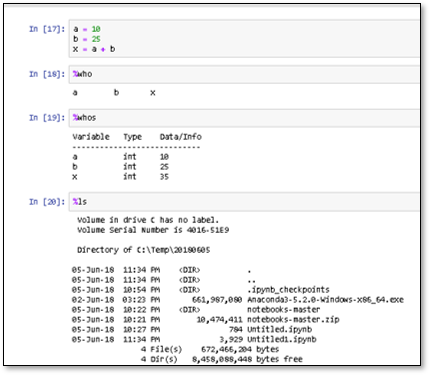 In [17]: a = 10
b = 25
x = a + b
In [18]: %who
a b x
In [19]: %whos
Variable Type Data/Info
----------------------------
a int 10
b int 25
x int 35
In [20]: %ls
Volume in drive C has no label.
Volume Serial Number is 4016-51E9
Directory of C:\Temp\20180605
05-Jun-18 11:34 PM <DIR> .
05-Jun-18 11:34 PM <DIR> ..
05-Jun-18 10:54 PM <DIR> .ipynb_checkpoints
02-Jun-18 03:23 PM 661,987,080 Anaconda3-5.2.0-Windows-x86_64.exe
05-Jun-18 10:22 PM <DIR> notebooks-master
05-Jun-18 10:21 PM 10,474,411 notebooks-master.zip
05-Jun-18 10:27 PM 784 Untitled.ipynb
05-Jun-18 11:34 PM 3,929 Untitled1.ipynb
4 File(s) 672,466,204 bytes
4 Dir(s) 8,458,088,448 bytes free